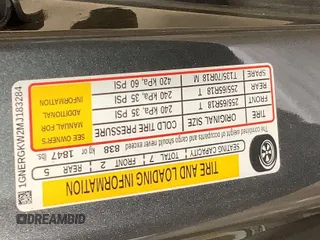 TIRE AND LOADING INFORMATION
SEATING CAPACITY TOTAL 7 FRONT 2 REAR 5
The combined weight of occupants and cargo should never exceed 838 kg or 1847 lbs.
TIRE ORIGINAL SIZE COLD TIRE PRESSURE
FRONT 255/65R18 T 240 kPa, 35 PSI
REAR 255/65R18 T 240 kPa, 35 PSI
SPARE T135/70R18 M 420 kPa, 60 PSI
SEE OWNER'S
MANUAL FOR
ADDITIONAL
INFORMATION
1GNERGKW2MJ183284
DREAMBID